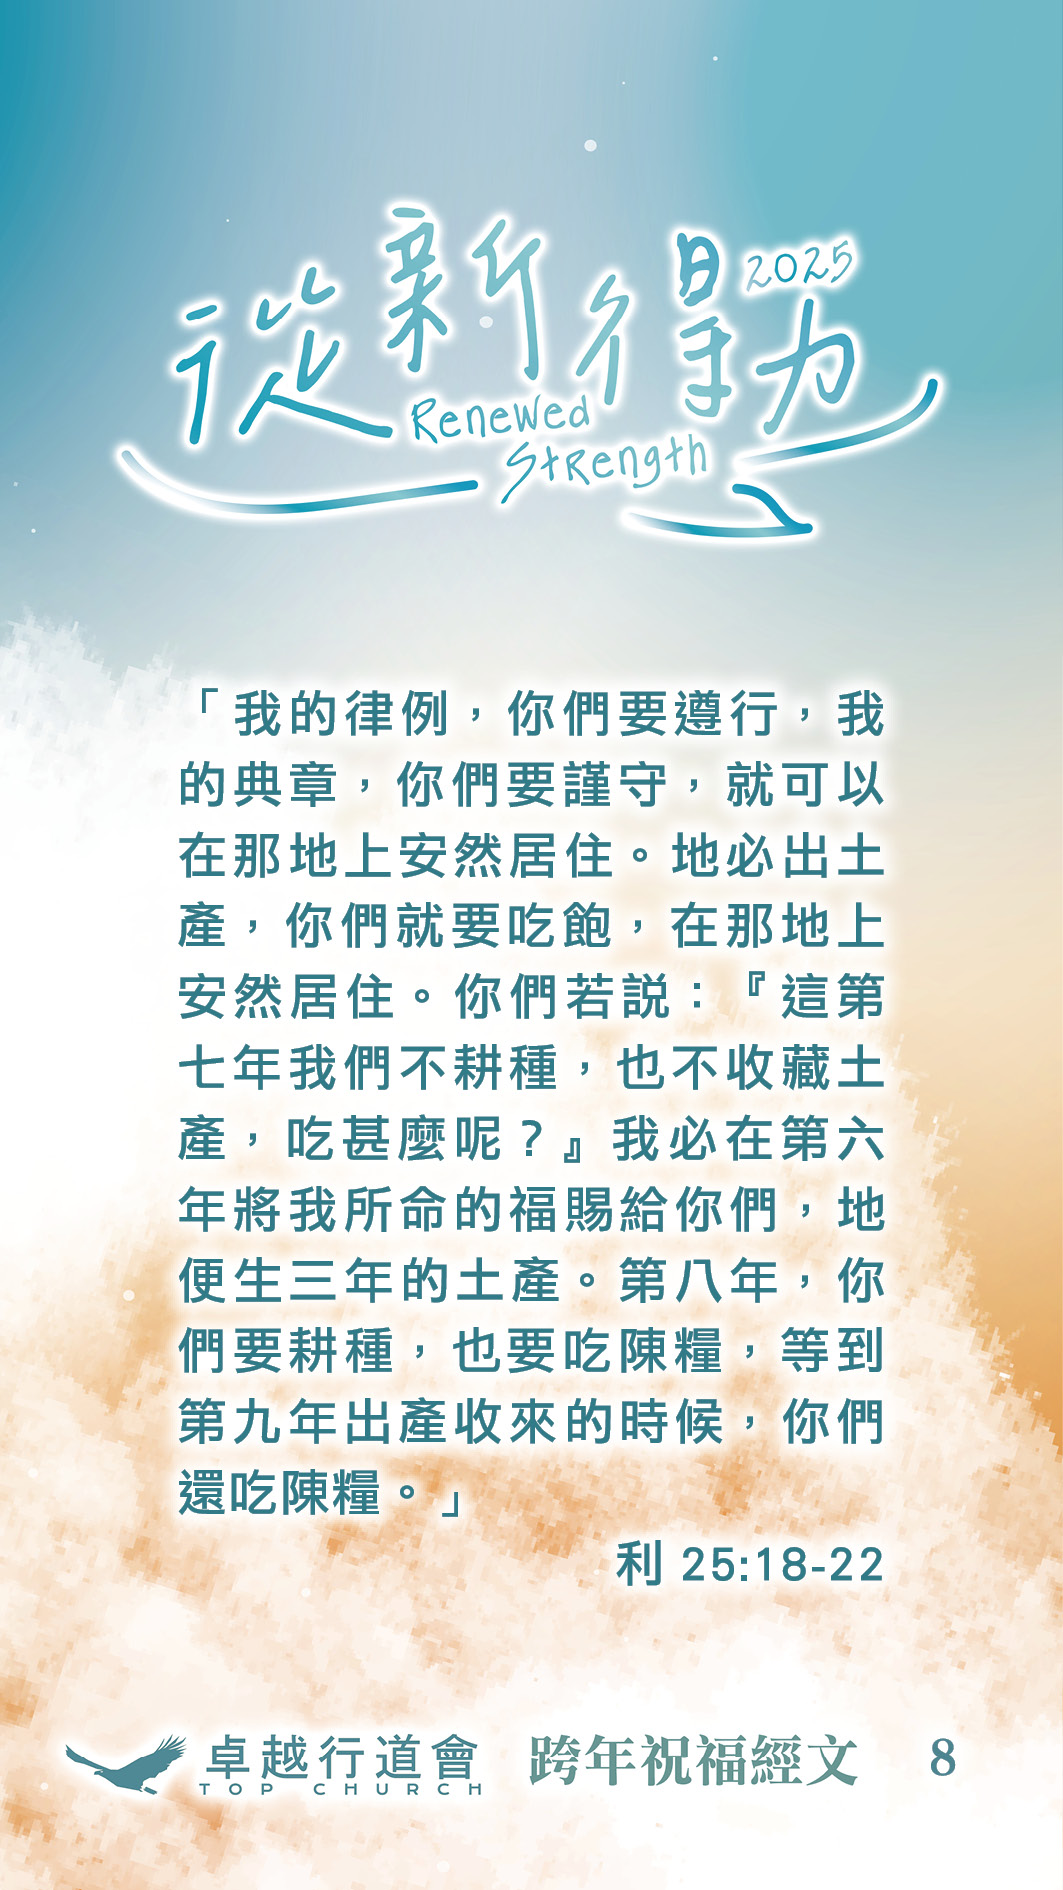 從新得力 2025
Renewed
Strength
「我的律例，你們要遵行，我
的典章，你們要謹守，就可以
在那地上安然居住。地必出土
產，你們就要吃飽，在那地上
安然居住。你們若説：『這第
七年我們不耕種，也不收藏土
產，吃甚麼呢？』我必在第六
年將我所命的福賜給你們，地
便生三年的土產。第八年，你
們要耕種，也要吃陳糧，等到
第九年出產收來的時候，你們
還吃陳糧。」
利 25:18-22
卓越行道會 跨年祝福經文 8
TOP CHURCH